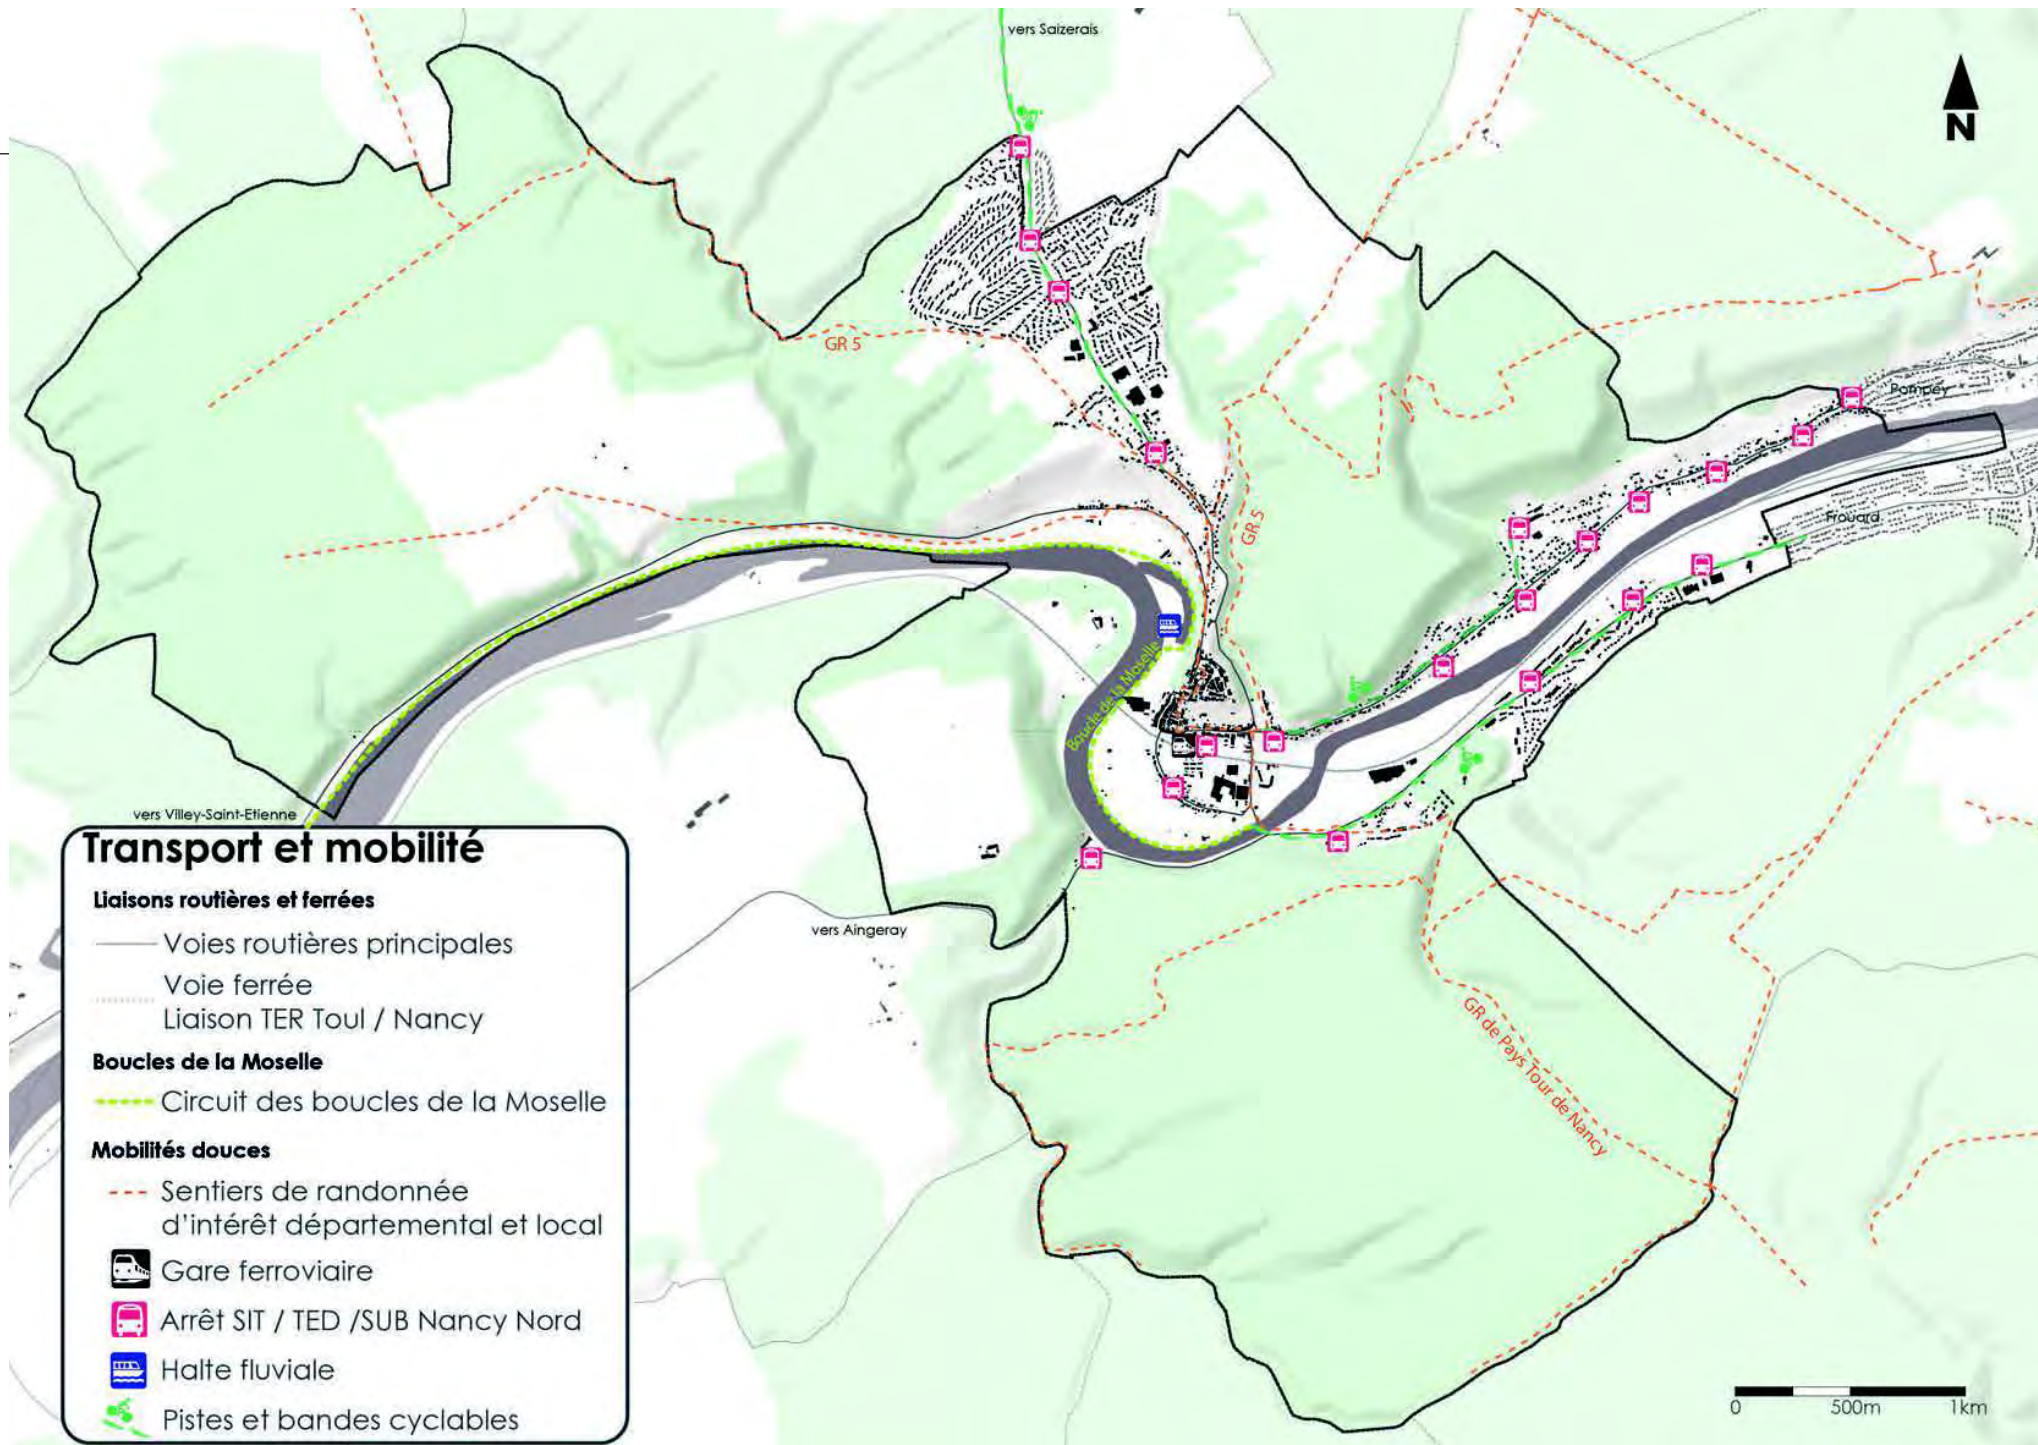 vers Saizerais
N
GR 5
Pompey
GR 5
Frouard
Boucle de la Moselle
vers Villey-Saint-Etienne
vers Aingeray
GR de Pays Tour de Nancy
Transport et mobilité
Liaisons routières et ferrées
Voies routières principales
Voie ferrée
Liaison TER Toul / Nancy
Boucles de la Moselle
Circuit des boucles de la Moselle
Mobilités douces
Sentiers de randonnée
d'intérêt départemental et local
Gare ferroviaire
Arrêt SIT / TED /SUB Nancy Nord
Halte fluviale
Pistes et bandes cyclables
0 500m 1km